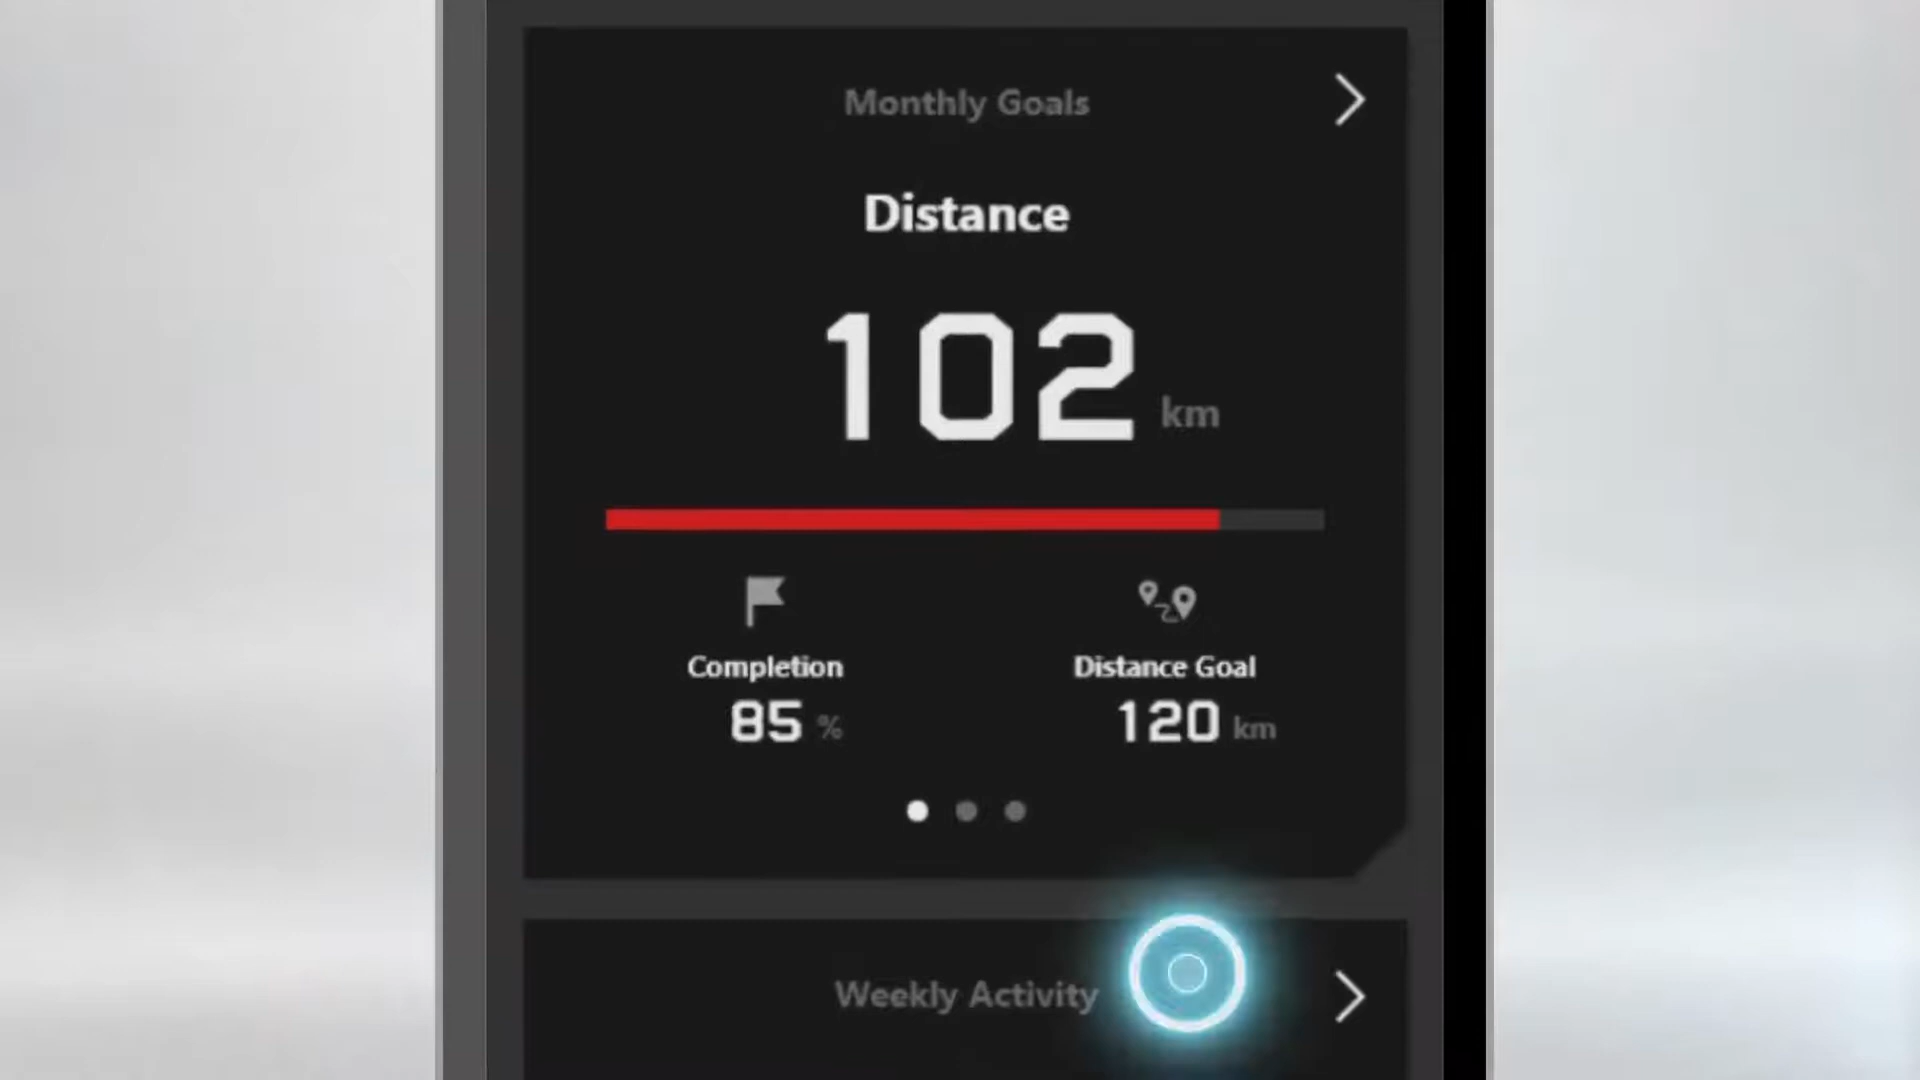 Monthly Goals
Distance
102 km
Completion
Distance Goal
85 %
120 km
Weekly Activity